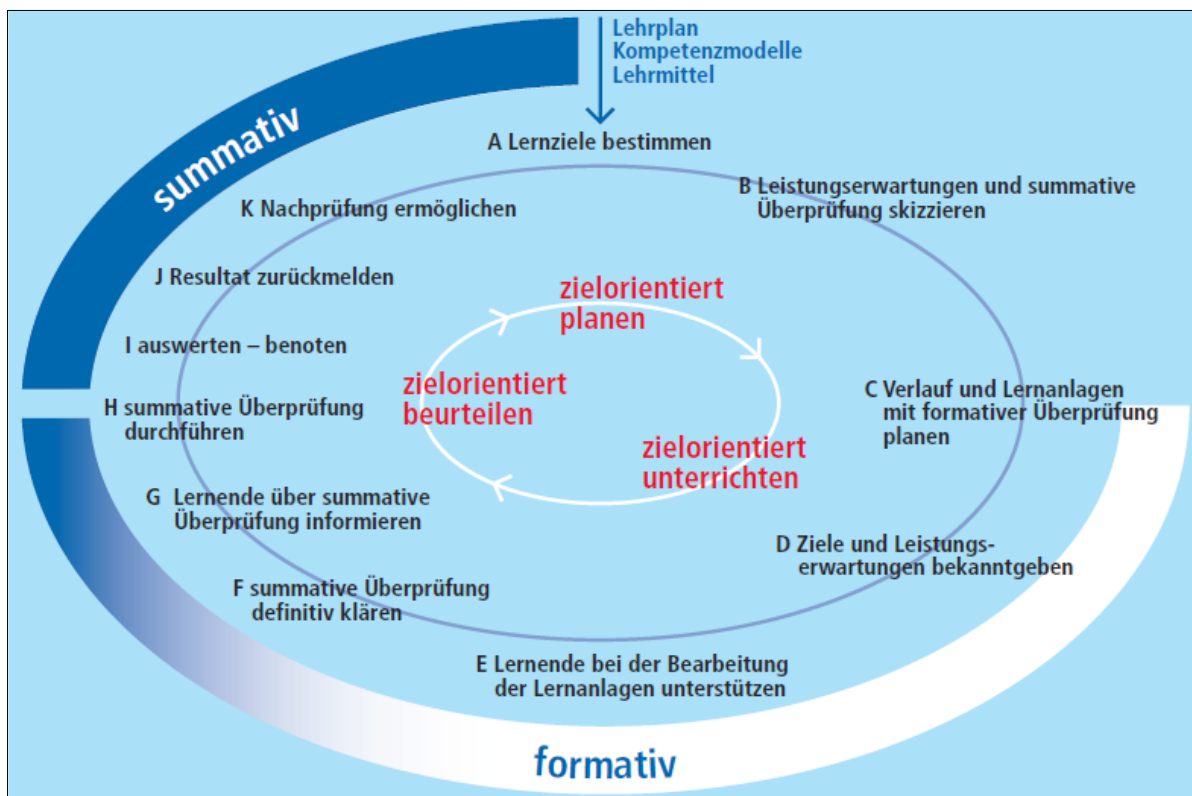 Lehrplan
Kompetenzmodelle
Lehrmittel
summativ
A Lernziele bestimmen
B Leistungserwartungen und summative
Überprüfung skizzieren
K Nachprüfung ermöglichen
J Resultat zurückmelden
zielorientiert
planen
I auswerten – benoten
zielorientiert
beurteilen
C Verlauf und Lernanlagen
mit formativer Überprüfung
planen
H summative Überprüfung
durchführen
zielorientiert
unterrichten
G Lernende über summative
Überprüfung informieren
D Ziele und Leistungs-
erwartungen bekanntgeben
F summative Überprüfung
definitiv klären
E Lernende bei der Bearbeitung
der Lernanlagen unterstützen
formativ